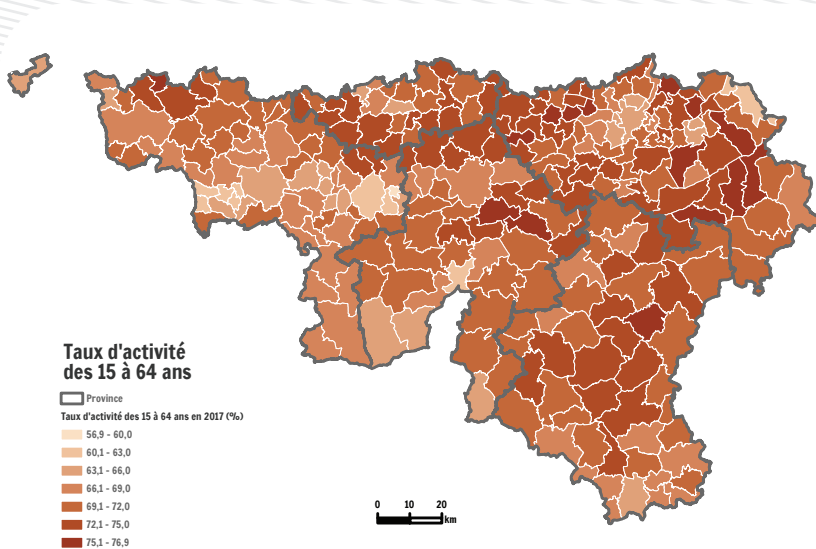 Taux d'activité
des 15 à 64 ans
Province
Taux d'activité des 15 à 64 ans en 2017 (%)
56,9 - 60,0
60,1 - 63,0
63,1 - 66,0
66,1 - 69,0
69,1 - 72,0
72,1 - 75,0
75,1 - 76,9
0 10 20
km